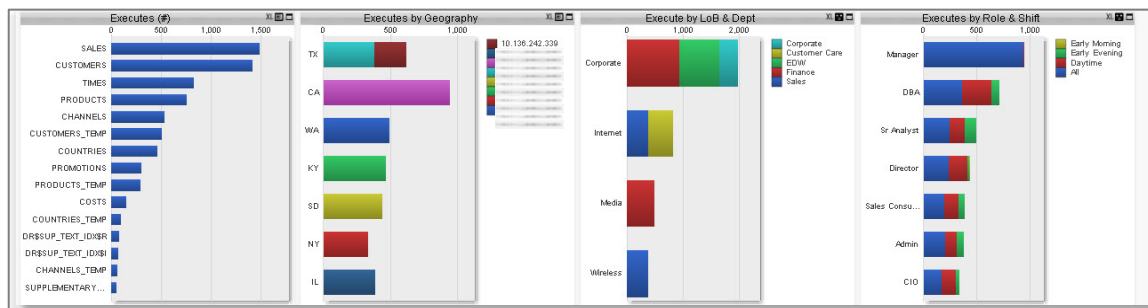 Executes (#)
XL
0 500 1,000 1,500
SALES
CUSTOMERS
TIMES
PRODUCTS
CHANNELS
CUSTOMERS_TEMP
COUNTRIES
PROMOTIONS
PRODUCTS_TEMP
COSTS
COUNTRIES_TEMP
DR$SUP_TEXT_IDX$R
DR$SUP_TEXT_IDX$I
CHANNELS_TEMP
SUPPLEMENTARY...
Executes by Geography
XL
0 500 1,000
TX
CA
WA
KY
SD
NY
IL
10.136.242.339
Execute by LoB & Dept
XL
0 1,000 2,000
Corporate
Internet
Media
Wireless
Corporate
Customer Care
EDW
Finance
Sales
Executes by Role & Shift
XL
0 500 1,000
Manager
DBA
Sr Analyst
Director
Sales Consu...
Admin
CIO
Early Morning
Early Evening
Daytime
All